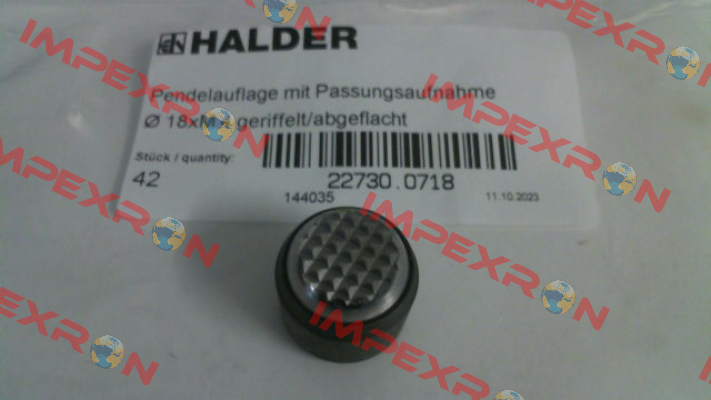 HALDER
Pendelauflage mit Passungsaufnahme
geriffelt/abgeflacht
Stück / quantity:
42
22730.0718
144035
11.10.2023
IMPEXRON
IMPEXRON
IMPEXRON
IMPEXRON
IMPEXRON